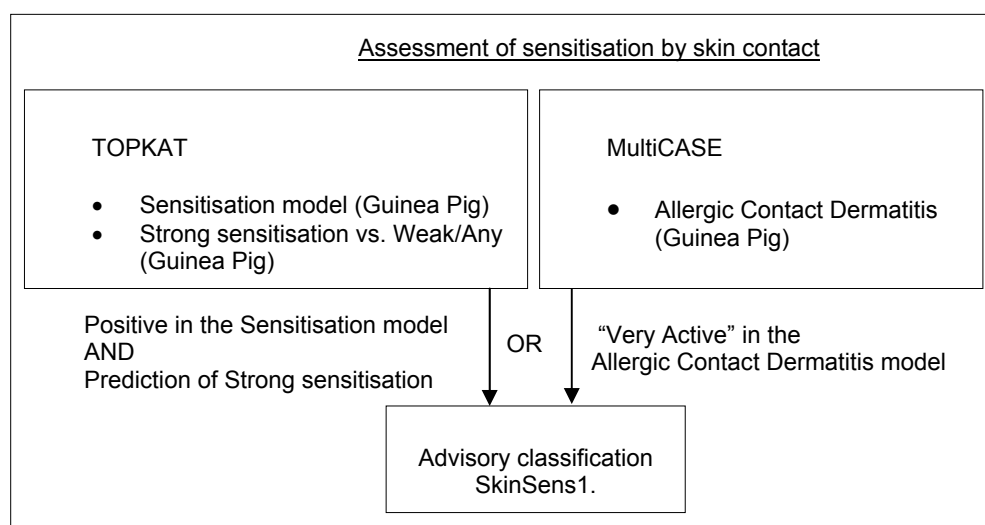 Assessment of sensitisation by skin contact
TOPKAT
• Sensitisation model (Guinea Pig)
• Strong sensitisation vs. Weak/Any
(Guinea Pig)
MultiCASE
• Allergic Contact Dermatitis
(Guinea Pig)
Positive in the Sensitisation model
AND
Prediction of Strong sensitisation
OR
“Very Active” in the
Allergic Contact Dermatitis model
Advisory classification
SkinSens1.